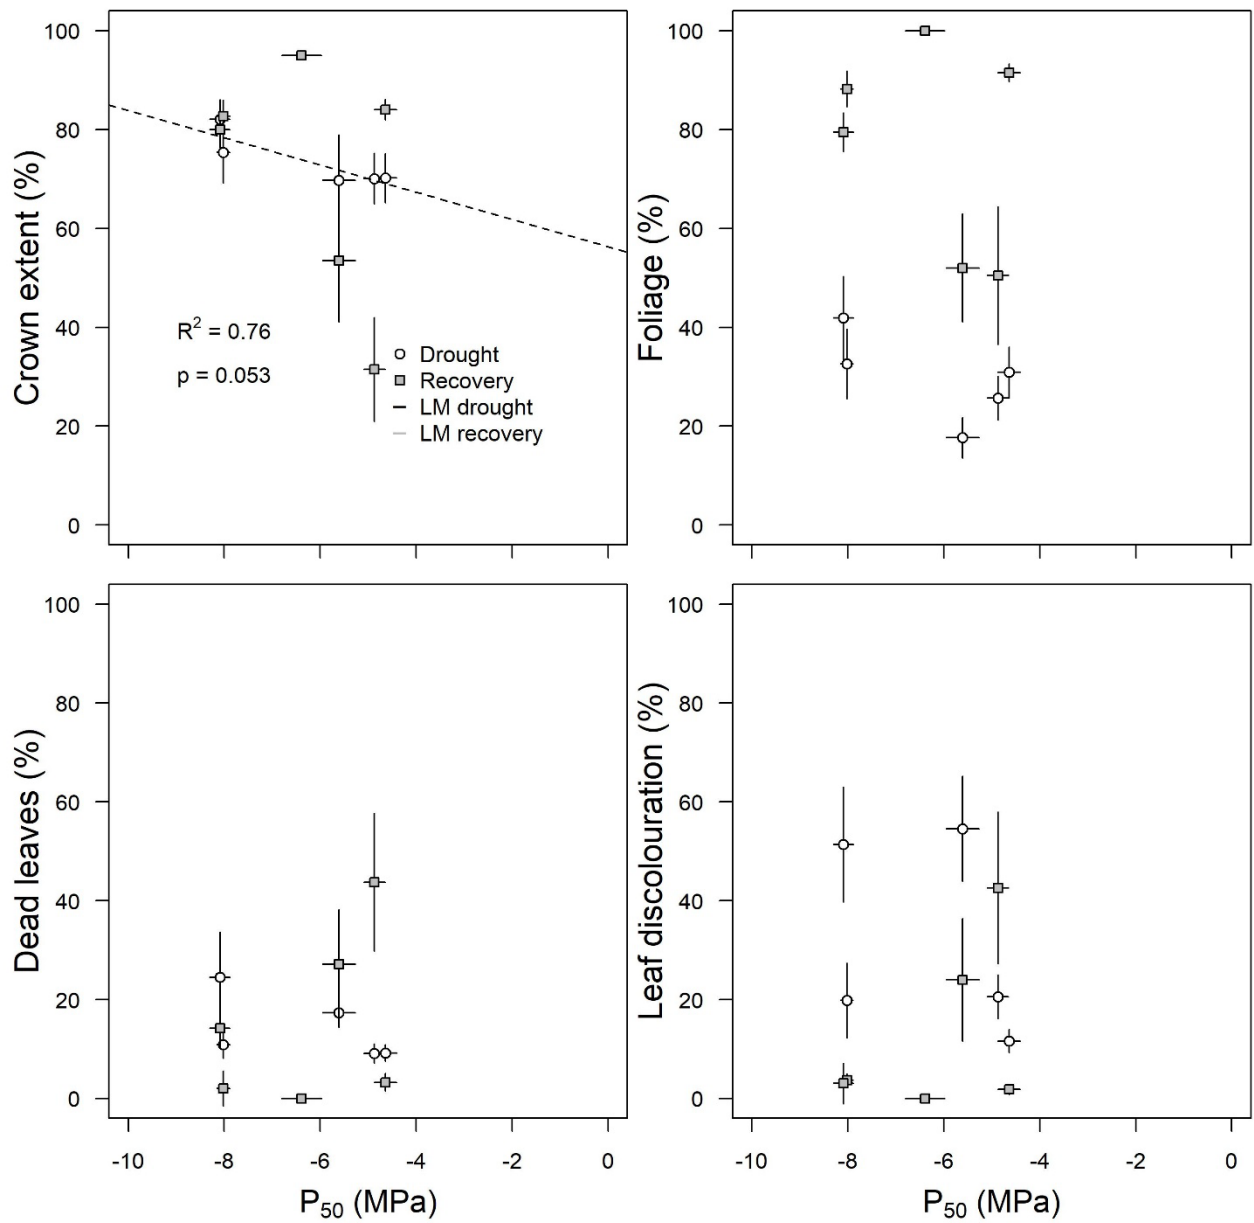 Crown extent (%)
100
80
60
40
20
0
R² = 0.76
p = 0.053
Drought
Recovery
LM drought
LM recovery
Foliage (%)
100
80
60
40
20
0
Dead leaves (%)
100
80
60
40
20
0
-10 -8 -6 -4 -2 0
P₅₀ (MPa)
Leaf discolouration (%)
100
80
60
40
20
0
-10 -8 -6 -4 -2 0
P₅₀ (MPa)